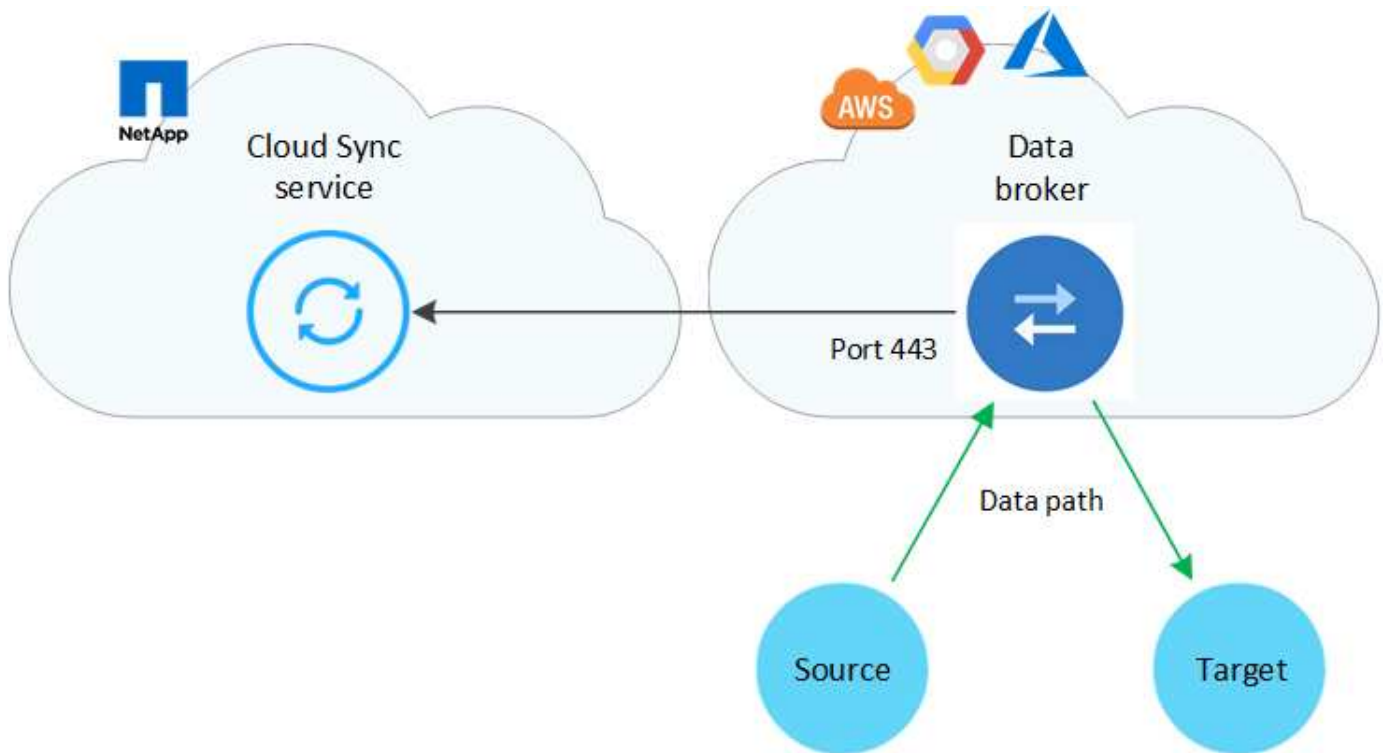 NetApp
Cloud Sync
service
AWS
Data
broker
Port 443
Data path
Source
Target